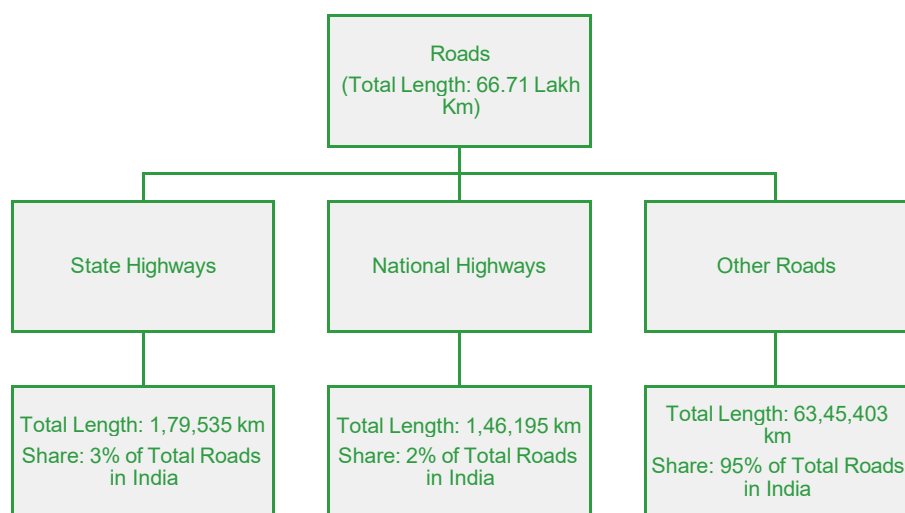 Roads
(Total Length: 66.71 Lakh
Km)
State Highways
National Highways
Other Roads
Total Length: 1,79,535 km
Share: 3% of Total Roads
in India
Total Length: 1,46,195 km
Share: 2% of Total Roads
in India
Total Length: 63,45,403
km
Share: 95% of Total Roads
in India